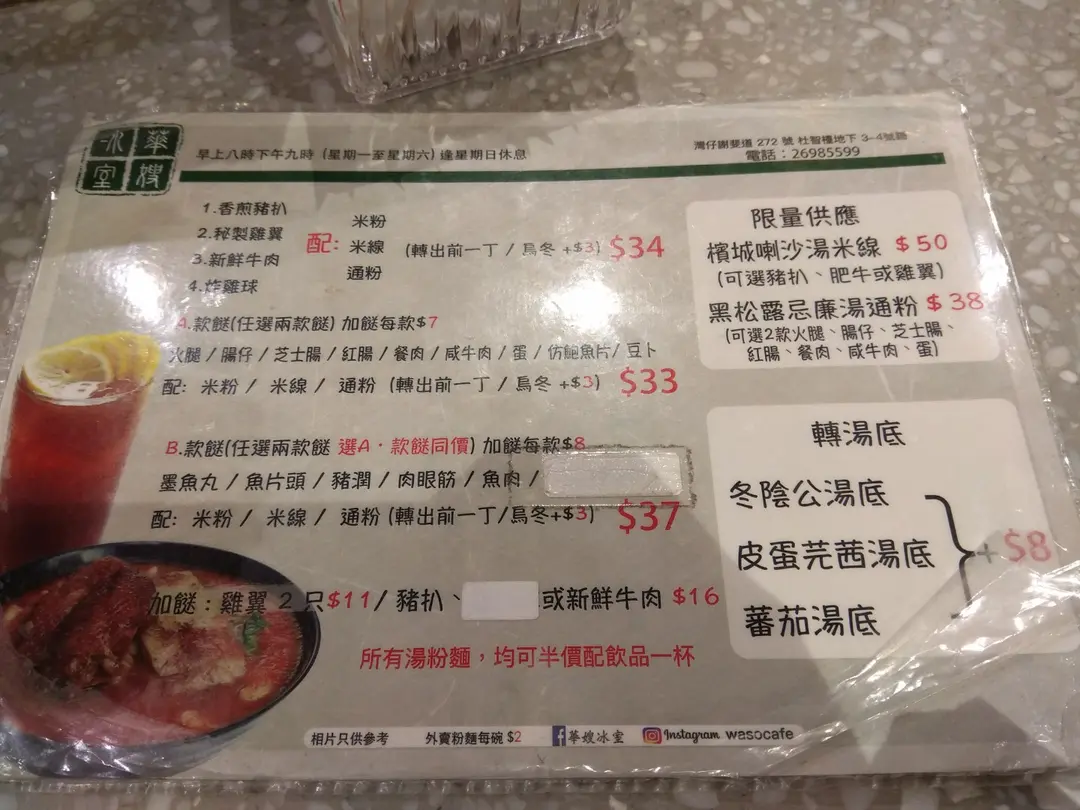 華嫂冰室
早上八時下午九時 (星期一至星期六) 逢星期日休息
灣仔謝斐道 272 號 杜智樓地下 3-4號舖
電話：26985599
1.香煎豬扒
2.秘製雞翼
3.新鮮牛肉
4.炸雞球
配:
米粉
米線 (轉出前一丁 / 烏冬 +$3) $34
通粉
A.款餸(任選兩款餸) 加餸每款$7
火腿 / 腸仔 / 芝士腸 / 紅腸 / 餐肉 / 咸牛肉 / 蛋 / 仿鮑魚片 / 豆卜
配: 米粉 / 米線 / 通粉 (轉出前一丁 / 烏冬 +$3) $33
B.款餸(任選兩款餸 選A．款餸同價) 加餸每款$8
墨魚丸 / 魚片頭 / 豬潤 / 肉眼筋 / 魚肉 /
配: 米粉 / 米線 / 通粉 (轉出前一丁/烏冬+$3) $37
加餸：雞翼 2 只$11/ 豬扒、 或新鮮牛肉 $16
所有湯粉麵，均可半價配飲品一杯
限量供應
檳城喇沙湯米線 $50
(可選豬扒、肥牛或雞翼)
黑松露忌廉湯通粉 $38
(可選2款火腿、腸仔、芝士腸、
紅腸、餐肉、咸牛肉、蛋)
轉湯底
冬陰公湯底
皮蛋芫茜湯底 + $8
蕃茄湯底
相片只供參考 外賣粉麵每碗 $2 f華嫂冰室 Instagram wasocafe